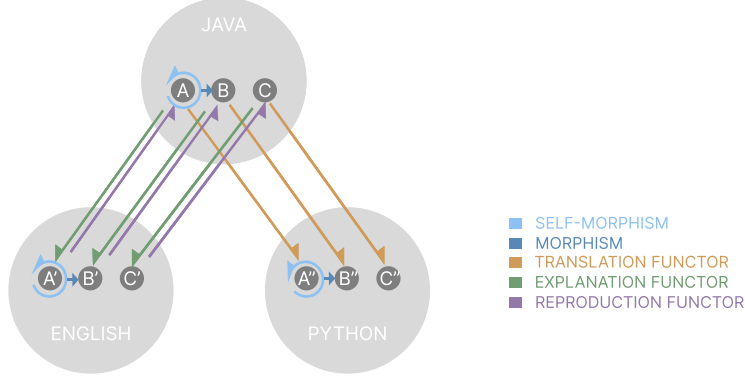 JAVA
A B C
A' B' C'
A'' B'' C''
ENGLISH
PYTHON
SELF-MORPHISM
MORPHISM
TRANSLATION FUNCTOR
EXPLANATION FUNCTOR
REPRODUCTION FUNCTOR